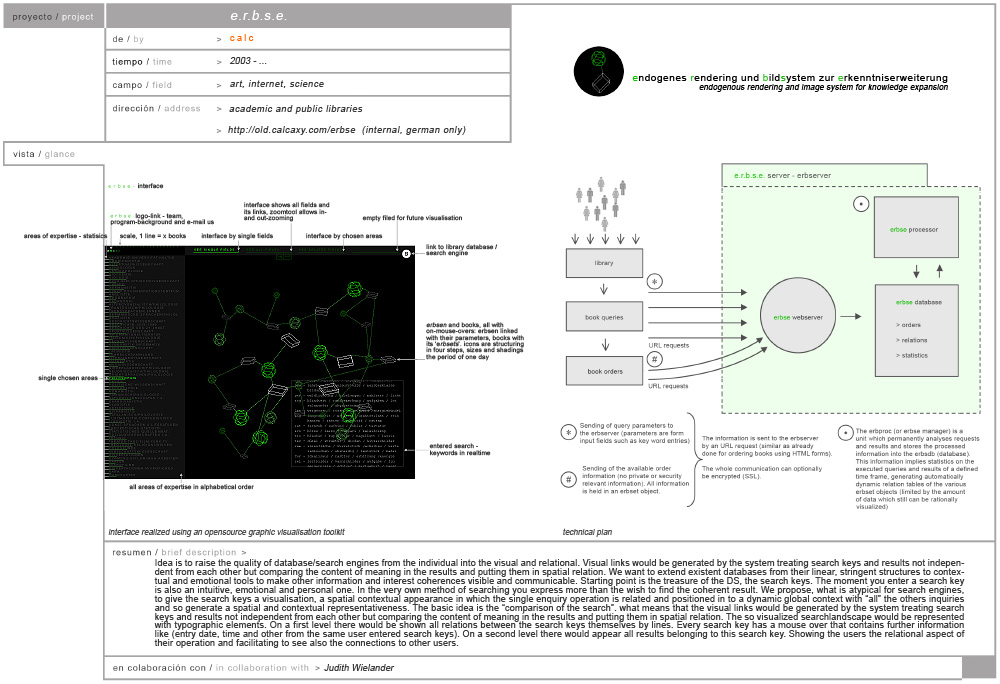 proyecto / project
e.r.b.s.e.
de / by > calc
tiempo / time > 2003 - ...
campo / field > art, internet, science
dirección / address > academic and public libraries
> http://old.calcaxy.com/erbse (internal, german only)
vista / glance
endogenes rendering und bildsystem zur erkenntniserweiterung
endogenous rendering and image system for knowledge expansion
erbse - interface
erbse logo-link - team,
program-background and e-mail us
interface shows all fields and
its links, zoomtool allows in-
and out-zooming
empty filed for future visualisation
areas of expertise - statisics
scale, 1 line = x books
interface by single fields
interface by chosen areas
link to library database /
search engine
erbsen and books, all with
on-mouse-overs: erbsen linked
with their parameters, books with
its 'erbsets'. icons are structuring
in four steps, sizes and shadings
the period of one day
single chosen areas
entered search -
keywords in realtime
all areas of expertise in alphabetical order
interface realized using an opensource graphic visualisation toolkit
e.r.b.s.e. server - erbserver
library
book queries
book orders
*
#
URL requests
URL requests
erbse webserver
erbse processor
erbse database
> orders
> relations
> statistics
*
Sending of query parameters to
the erbserver (parameters are form
input fields such as key word entries)
#
Sending of the available order
information (no private or security
relevant information). All information
is held in an erbset object.
The information is sent to the erbserver
by an URL request (similar as already
done for ordering books using HTML forms).
The whole communication can optionally
be encrypted (SSL).
•
The erbproc (or erbse manager) is a
unit which permanently analyses requests
and results and stores the processed
information into the erbsdb (database).
This information implies statistics on the
executed queries and results of a defined
time frame, generating automatically
dynamic relation tables of the various
erbset objects (limited by the amount
of data which still can be rationally
visualized)
technical plan
resumen / brief description >
Idea is to raise the quality of database/search engines from the individual into the visual and relational. Visual links would be generated by the system treating search keys and results not indepen-
dent from each other but comparing the content of meaning in the results and putting them in spatial relation. We want to extend existent databases from their linear, stringent structures to contex-
tual and emotional tools to make other information and interest coherences visible and communicable. Starting point is the treasure of the DS, the search keys. The moment you enter a search key
is also an intuitive, emotional and personal one. In the very own method of searching you express more than the wish to find the coherent result. We propose, what is atypical for search engines,
to give the search keys a visualisation, a spatial contextual appearance in which the single enquiry operation is related and positioned in to a dynamic global context with "all" the others inquiries
and so generate a spatial and contextual representativeness. The basic idea is the "comparison of the search". what means that the visual links would be generated by the system treating search
keys and results not independent from each other but comparing the content of meaning in the results and putting them in spatial relation. The so visualized searchlandscape would be represented
with typographic elements. On a first level there would be shown all relations between the search keys themselves by lines. Every search key has a mouse over that contains further information
like (entry date, time and other from the same user entered search keys). On a second level there would appear all results belonging to this search key. Showing the users the relational aspect of
their operation and facilitating to see also the connections to other users.
en colaboración con / in collaboration with > Judith Wielander